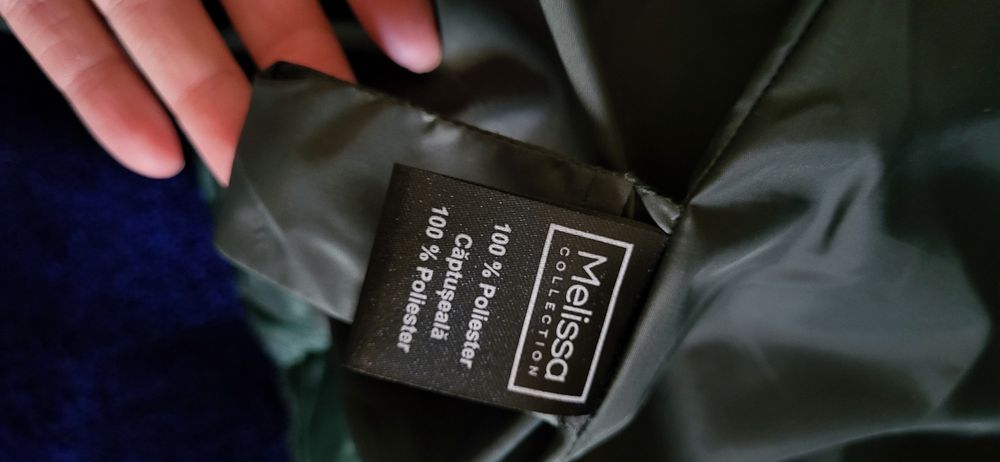 Melissa
COLLECTION
100 % Poliester
Căptușeală
100 % Poliester